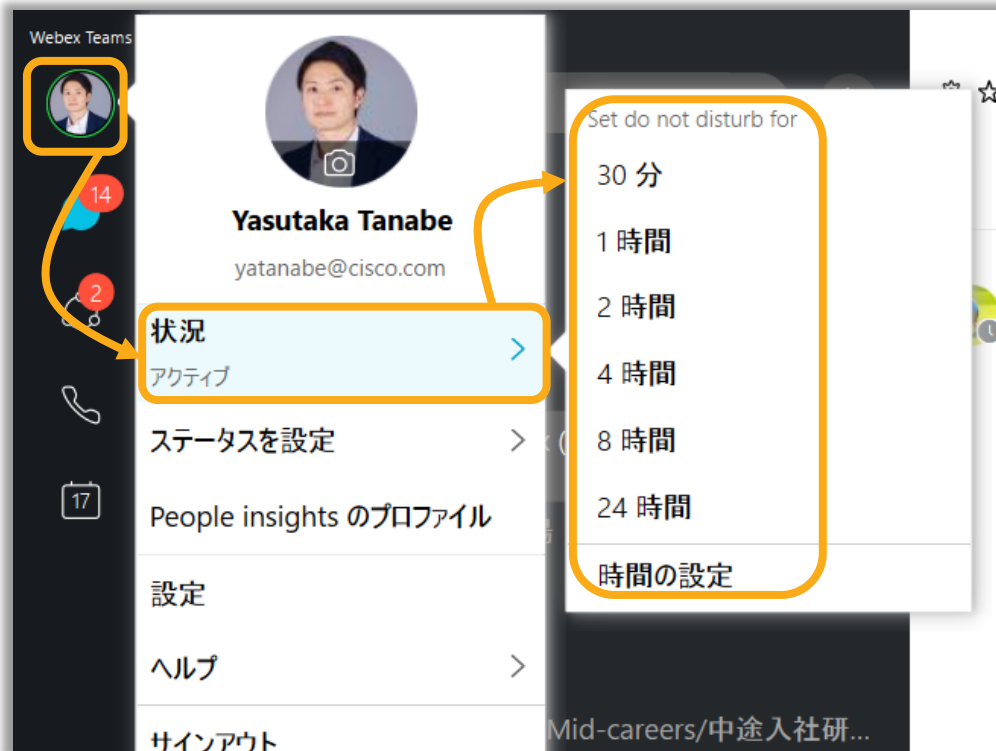 Webex Teams
14
2
17
Yasutaka Tanabe
yatanabe@cisco.com
状況
アクティブ
ステータスを設定
People insights のプロファイル
設定
ヘルプ
サインアウト
Set do not disturb for
30 分
1 時間
2 時間
4 時間
8 時間
24 時間
時間の設定
Mid-careers/中途入社研...